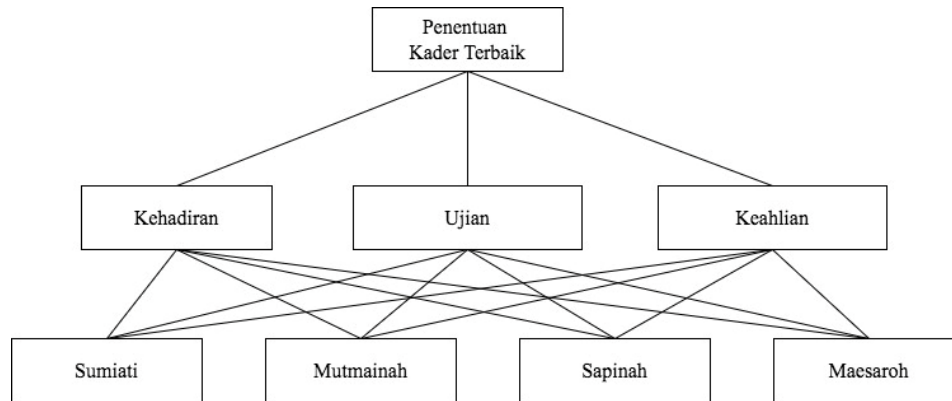 Penentuan
Kader Terbaik
Kehadiran
Ujian
Keahlian
Sumiati
Mutmainah
Sapinah
Maesaroh